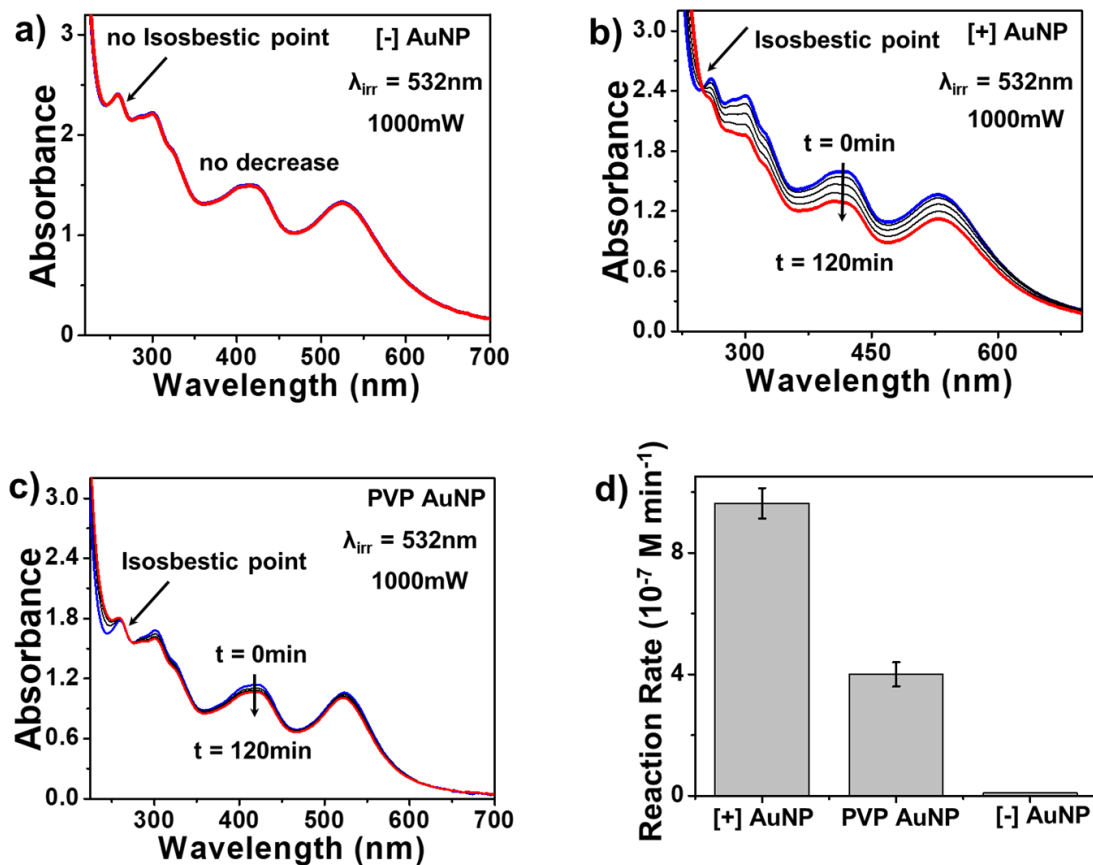 a)
no Isosbestic point
[-] AuNP
λirr = 532nm
1000mW
no decrease
Absorbance
3
2
1
0
300 400 500 600 700
Wavelength (nm)
b)
Isosbestic point
[+] AuNP
λirr = 532nm
1000mW
t = 0min
t = 120min
Absorbance
3.0
2.4
1.8
1.2
0.6
0.0
300 450 600
Wavelength (nm)
c)
PVP AuNP
λirr = 532nm
1000mW
Isosbestic point
t = 0min
t = 120min
Absorbance
3.0
2.4
1.8
1.2
0.6
0.0
300 400 500 600 700
Wavelength (nm)
d)
Reaction Rate (10-7 M min-1)
8
4
0
[+] AuNP PVP AuNP [-] AuNP